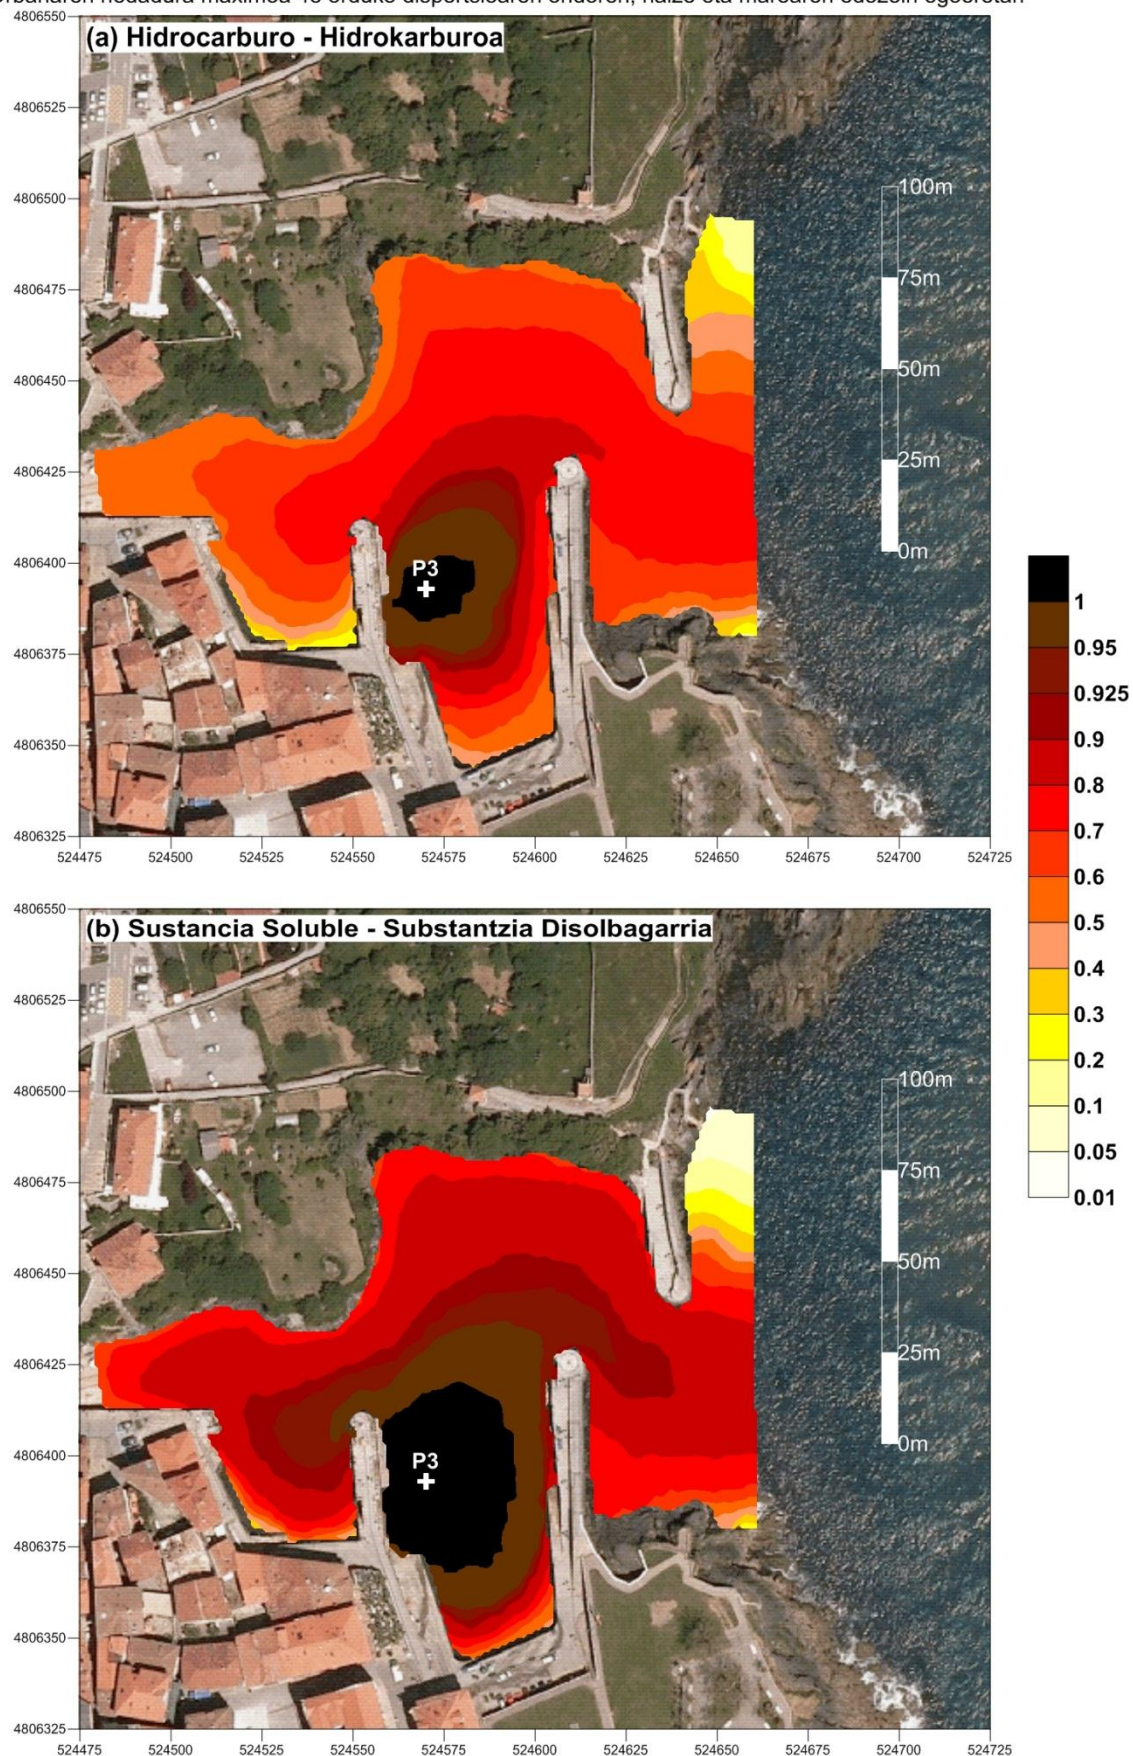 4806550
(a) Hidrocarburo - Hidrokarburoa
4806525
4806500
100m
4806475
75m
4806450
50m
4806425
25m
4806400
P3
0m
4806375
4806350
4806325
524475 524500 524525 524550 524575 524600 524625 524650 524675 524700 524725
1
0.95
0.925
0.9
0.8
0.7
0.6
0.5
0.4
0.3
0.2
0.1
0.05
0.01
4806550
(b) Sustancia Soluble - Substantzia Disolbagarria
4806525
4806500
100m
4806475
75m
4806450
50m
4806425
25m
4806400
P3
0m
4806375
4806350
4806325
524475 524500 524525 524550 524575 524600 524625 524650 524675 524700 524725